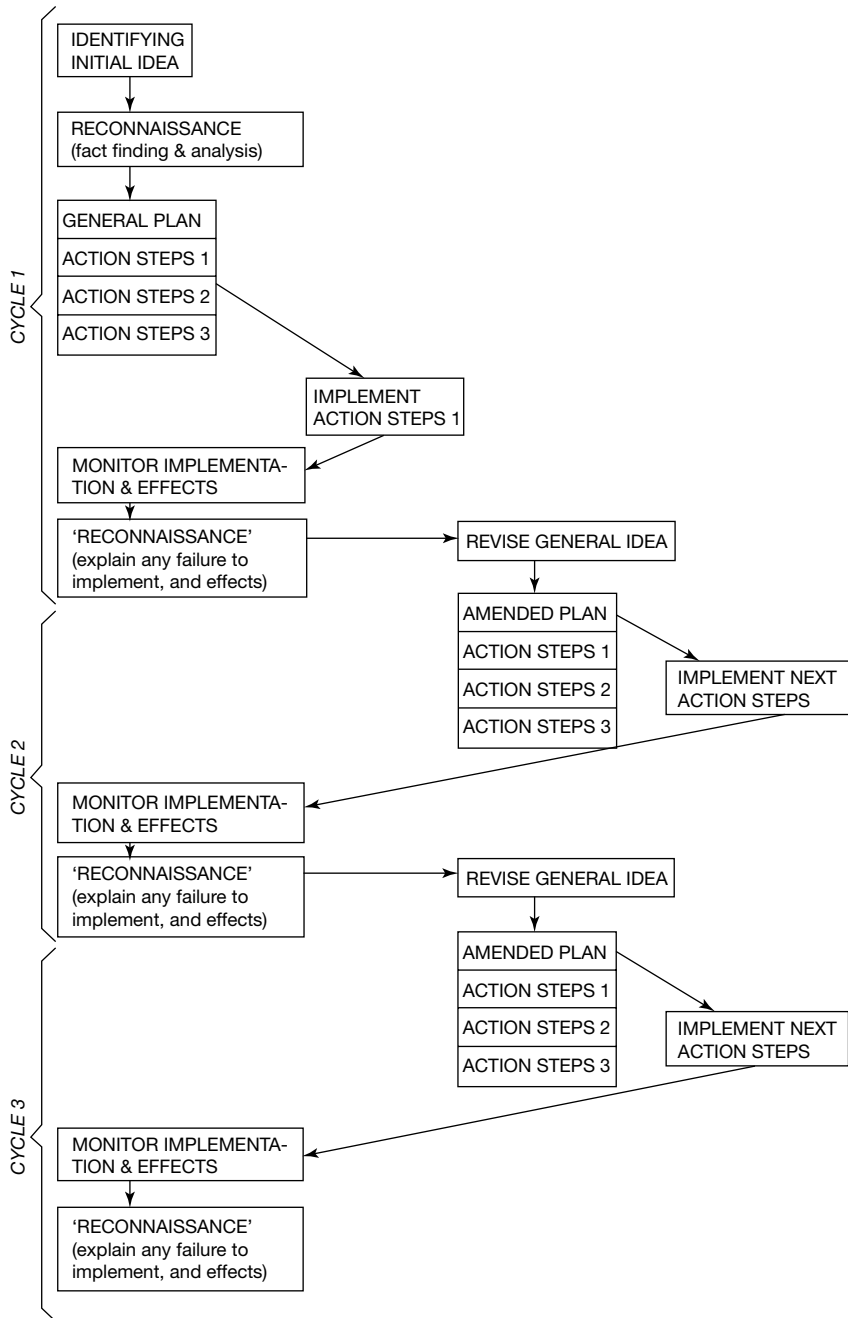 CYCLE 1
IDENTIFYING
INITIAL IDEA
RECONNAISSANCE
(fact finding & analysis)
GENERAL PLAN
ACTION STEPS 1
ACTION STEPS 2
ACTION STEPS 3
IMPLEMENT
ACTION STEPS 1
MONITOR IMPLEMENTA-
TION & EFFECTS
‘RECONNAISSANCE’
(explain any failure to
implement, and effects)
REVISE GENERAL IDEA
CYCLE 2
AMENDED PLAN
ACTION STEPS 1
ACTION STEPS 2
ACTION STEPS 3
IMPLEMENT NEXT
ACTION STEPS
MONITOR IMPLEMENTA-
TION & EFFECTS
‘RECONNAISSANCE’
(explain any failure to
implement, and effects)
REVISE GENERAL IDEA
CYCLE 3
AMENDED PLAN
ACTION STEPS 1
ACTION STEPS 2
ACTION STEPS 3
IMPLEMENT NEXT
ACTION STEPS
MONITOR IMPLEMENTA-
TION & EFFECTS
‘RECONNAISSANCE’
(explain any failure to
implement, and effects)